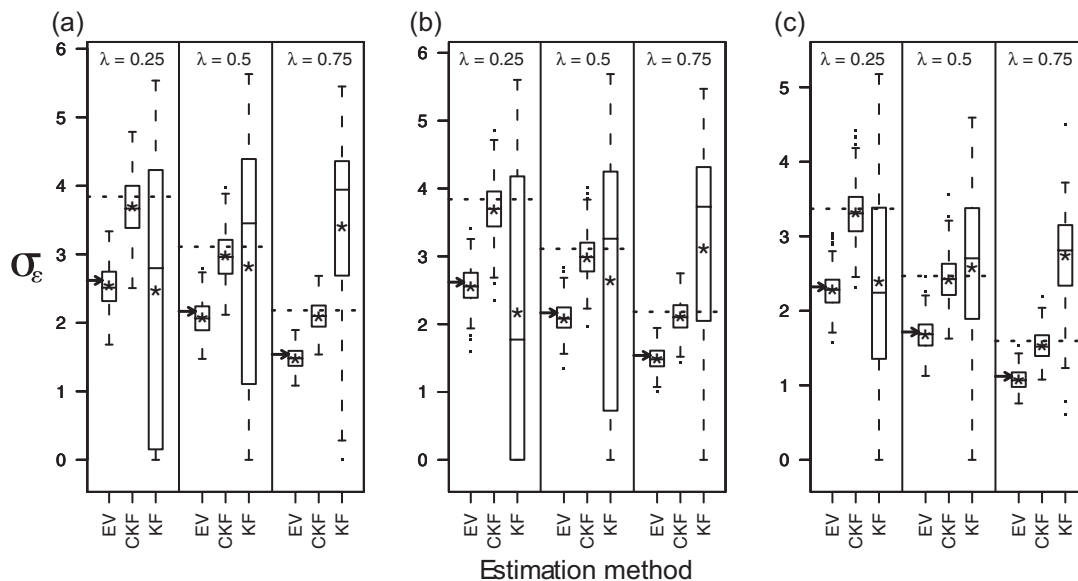 (a)
(b)
(c)
λ = 0.25
λ = 0.5
λ = 0.75
λ = 0.25
λ = 0.5
λ = 0.75
λ = 0.25
λ = 0.5
λ = 0.75
6
5
4
3
2
1
0
6
5
4
3
2
1
0
5
4
3
2
1
0
σε
EV
CKF
KF
EV
CKF
KF
EV
CKF
KF
EV
CKF
KF
EV
CKF
KF
EV
CKF
KF
EV
CKF
KF
EV
CKF
KF
EV
CKF
KF
Estimation method